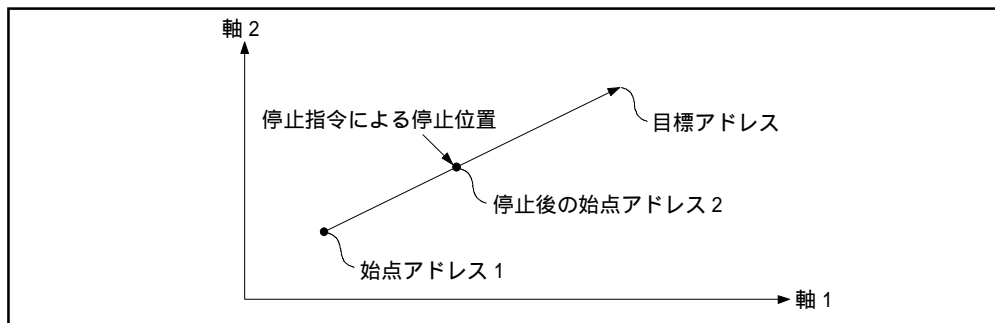 軸 2
停止指令による停止位置
目標アドレス
停止後の始点アドレス 2
始点アドレス 1
軸 1